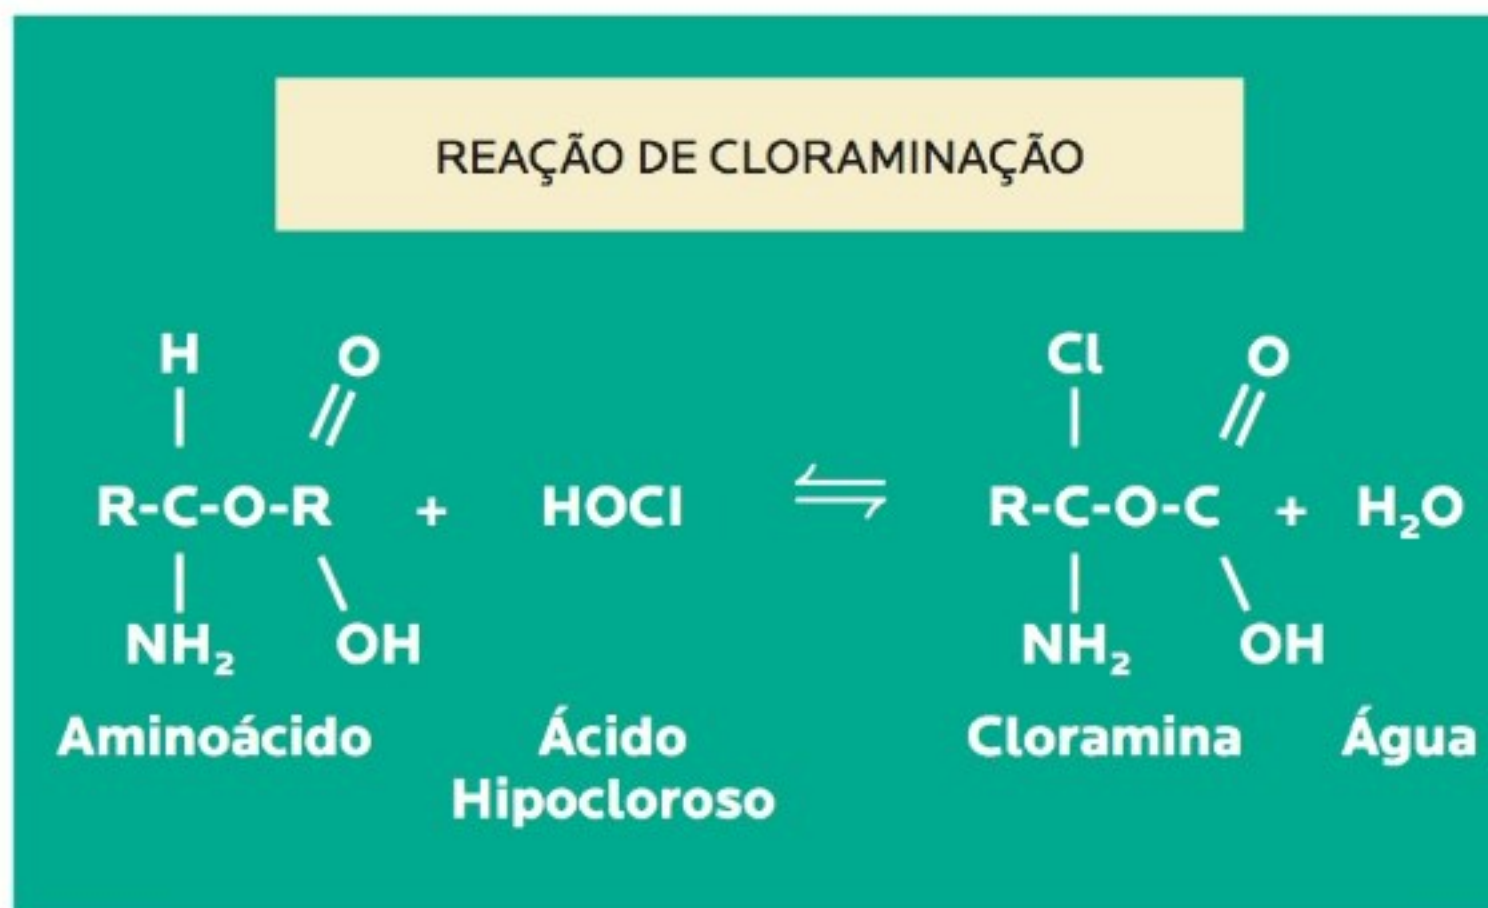 REAÇÃO DE CLORAMINAÇÃO
H O Cl O
R-C-O-R + HOCl ⇌ R-C-O-C + H₂O
NH₂ OH NH₂ OH
Aminoácido Ácido Cloramina Água
Hipocloroso